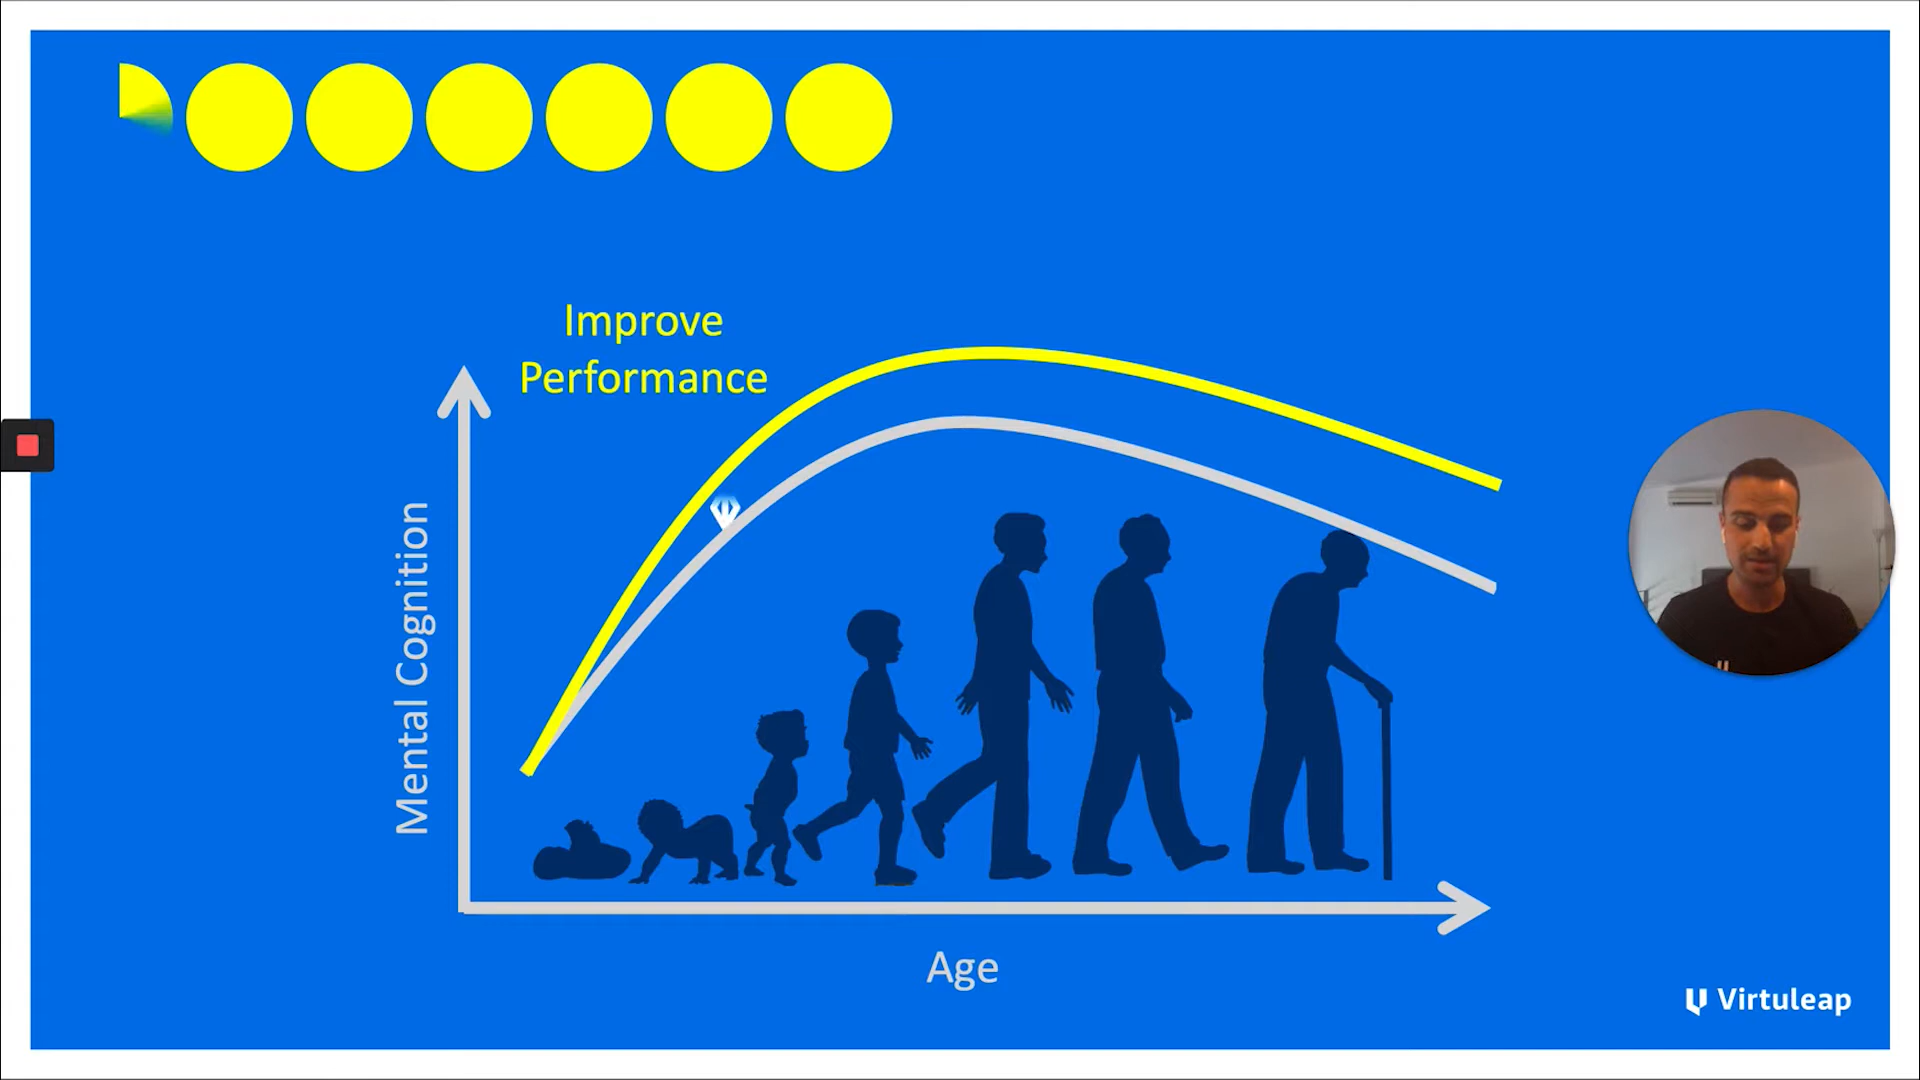 Improve
Performance
Mental Cognition
Age
Virtuleap